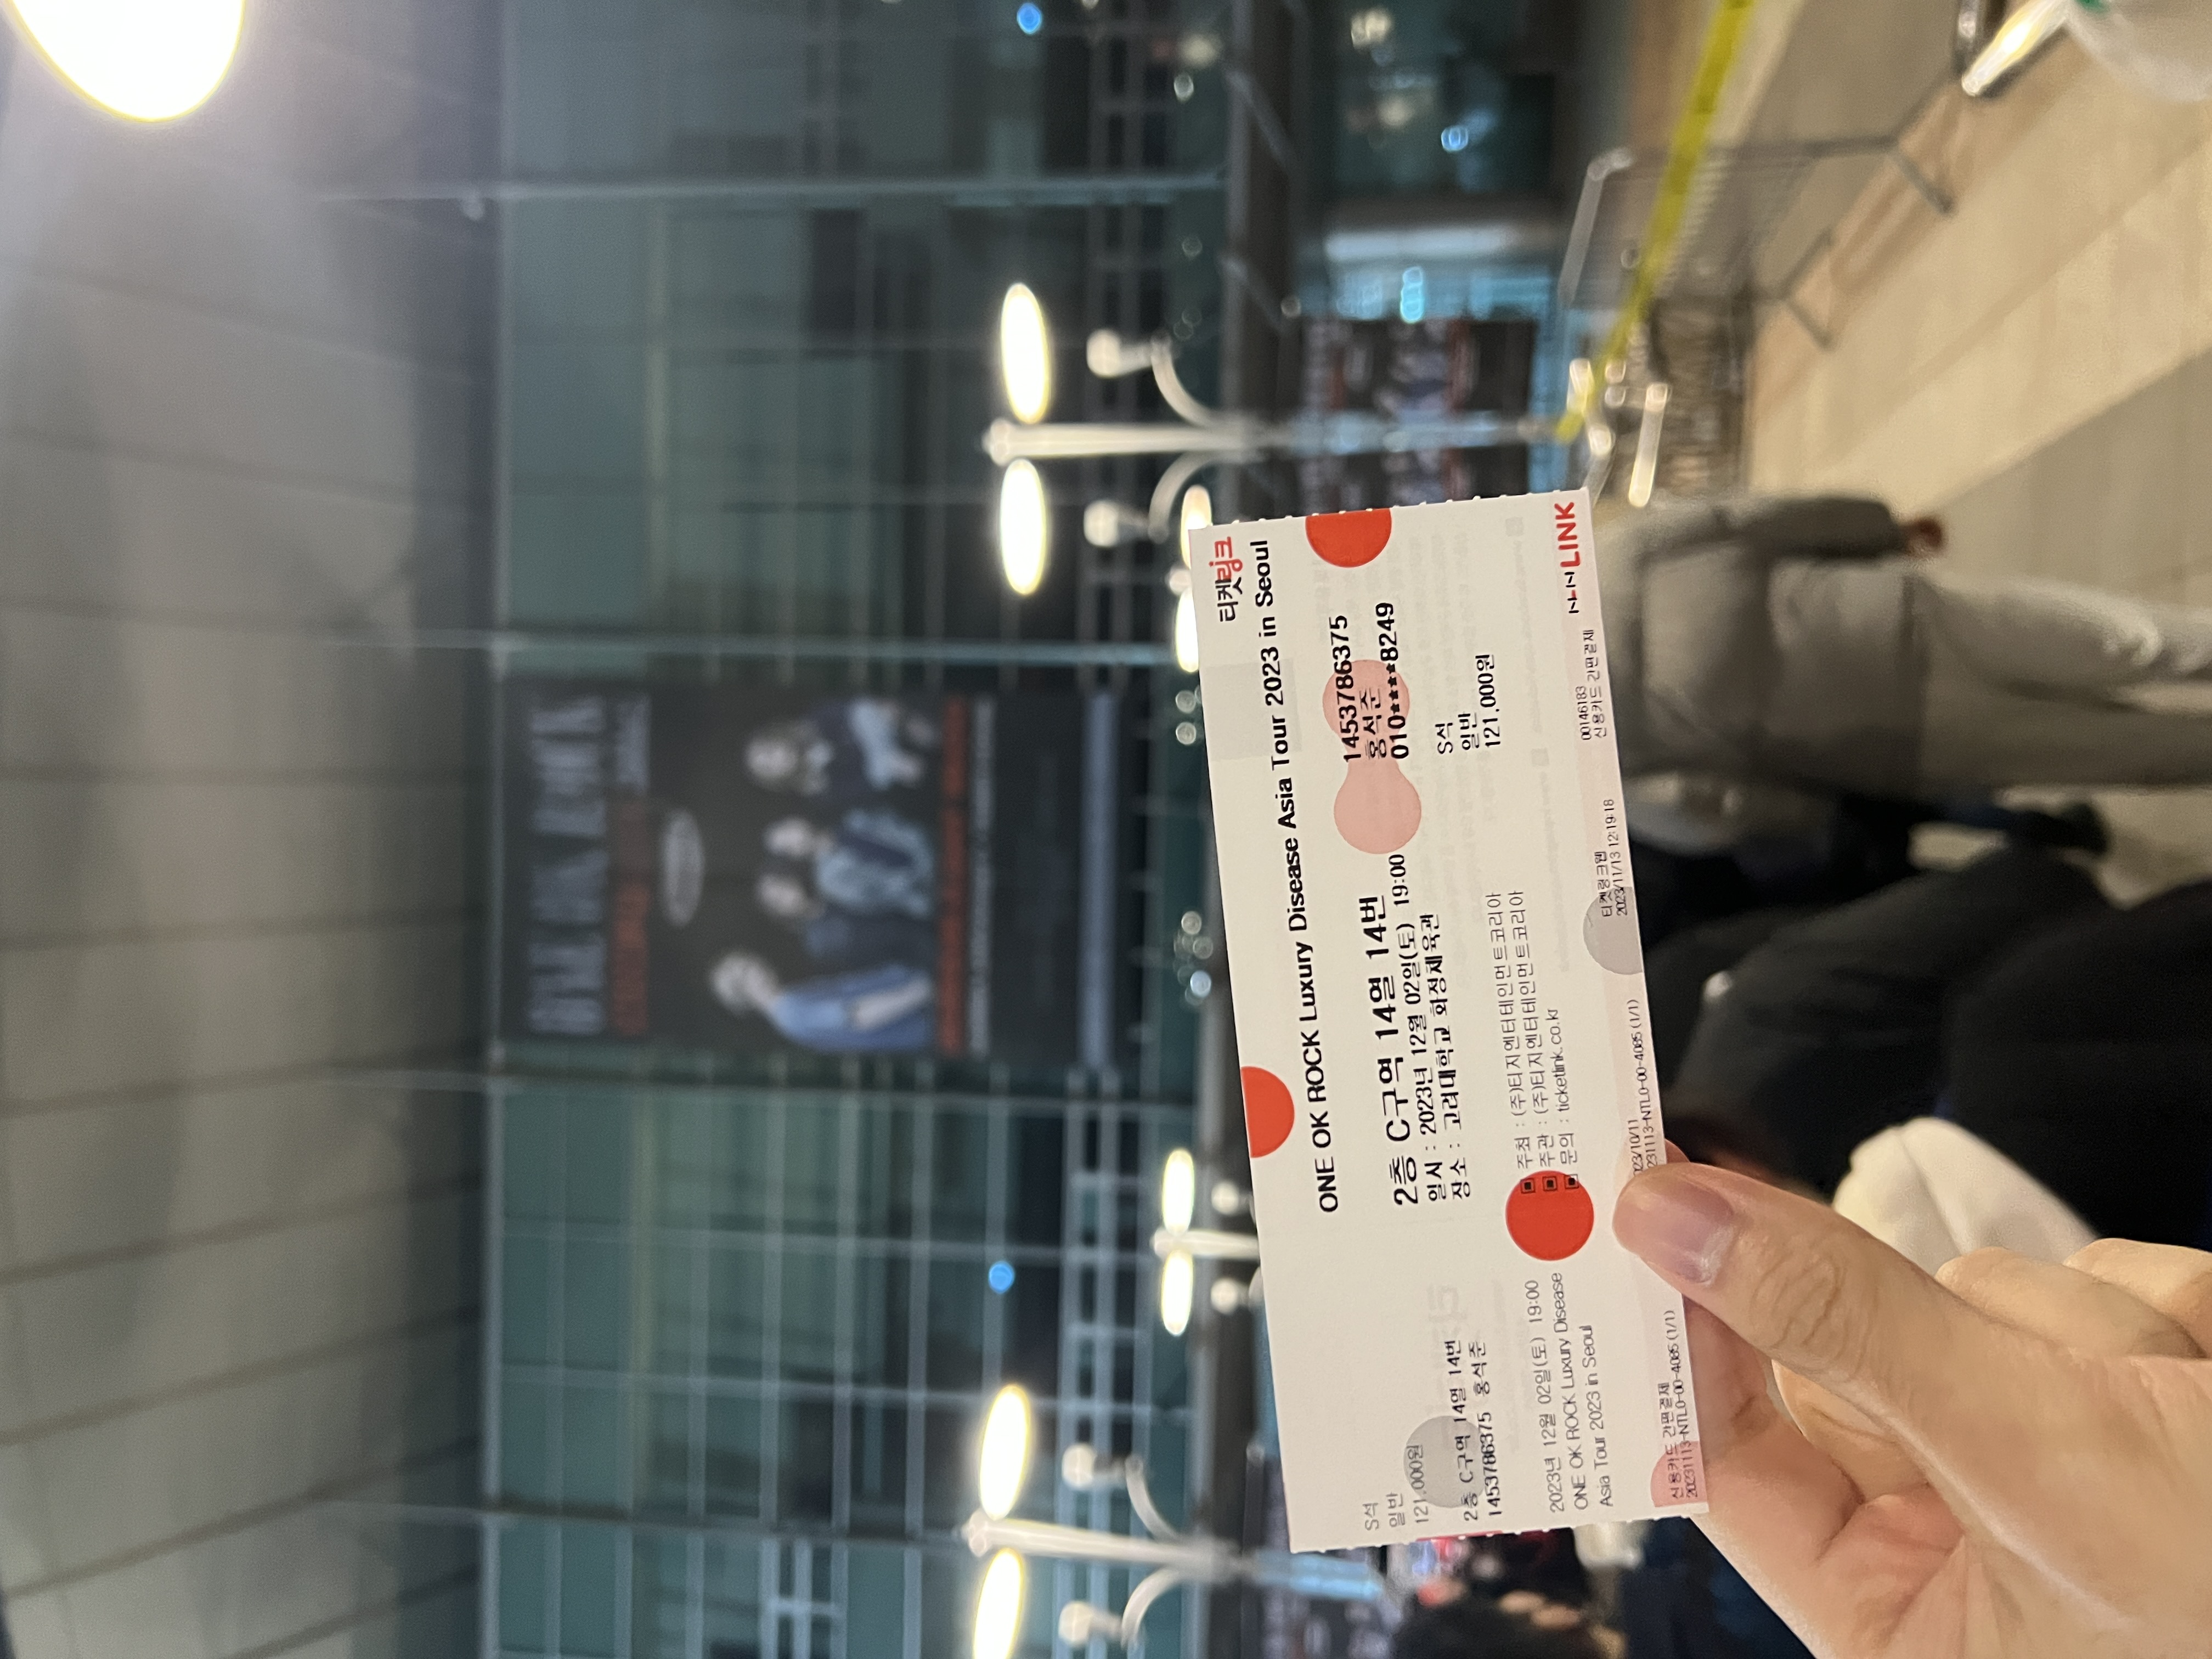 ONE OK ROCK
티켓링크
ONE OK ROCK Luxury Disease Asia Tour 2023 in Seoul
S석
일반
121,000원
2층 C구역 14열 14번
1453786375 홍석준
2023년 12월 02일(토) 19:00
ONE OK ROCK Luxury Disease
Asia Tour 2023 in Seoul
신용카드 간편결제
20231113-NTL0-00-4085 (1/1)
2층 C구역 14열 14번
일시 : 2023년 12월 02일(토) 19:00
장소 : 고려대학교 화정체육관
주최 : (주)티지엔터테인먼트코리아
주관 : (주)티지엔터테인먼트코리아
문의 : ticketlink.co.kr
023/10/11
231113-NTL0-00-4085 (1/1)
티켓링크웹
2023/11/13 12:19:18
1453786375
홍석준
010****8249
S석
일반
121,000원
00146183
신용카드 간편결제
NHN LINK